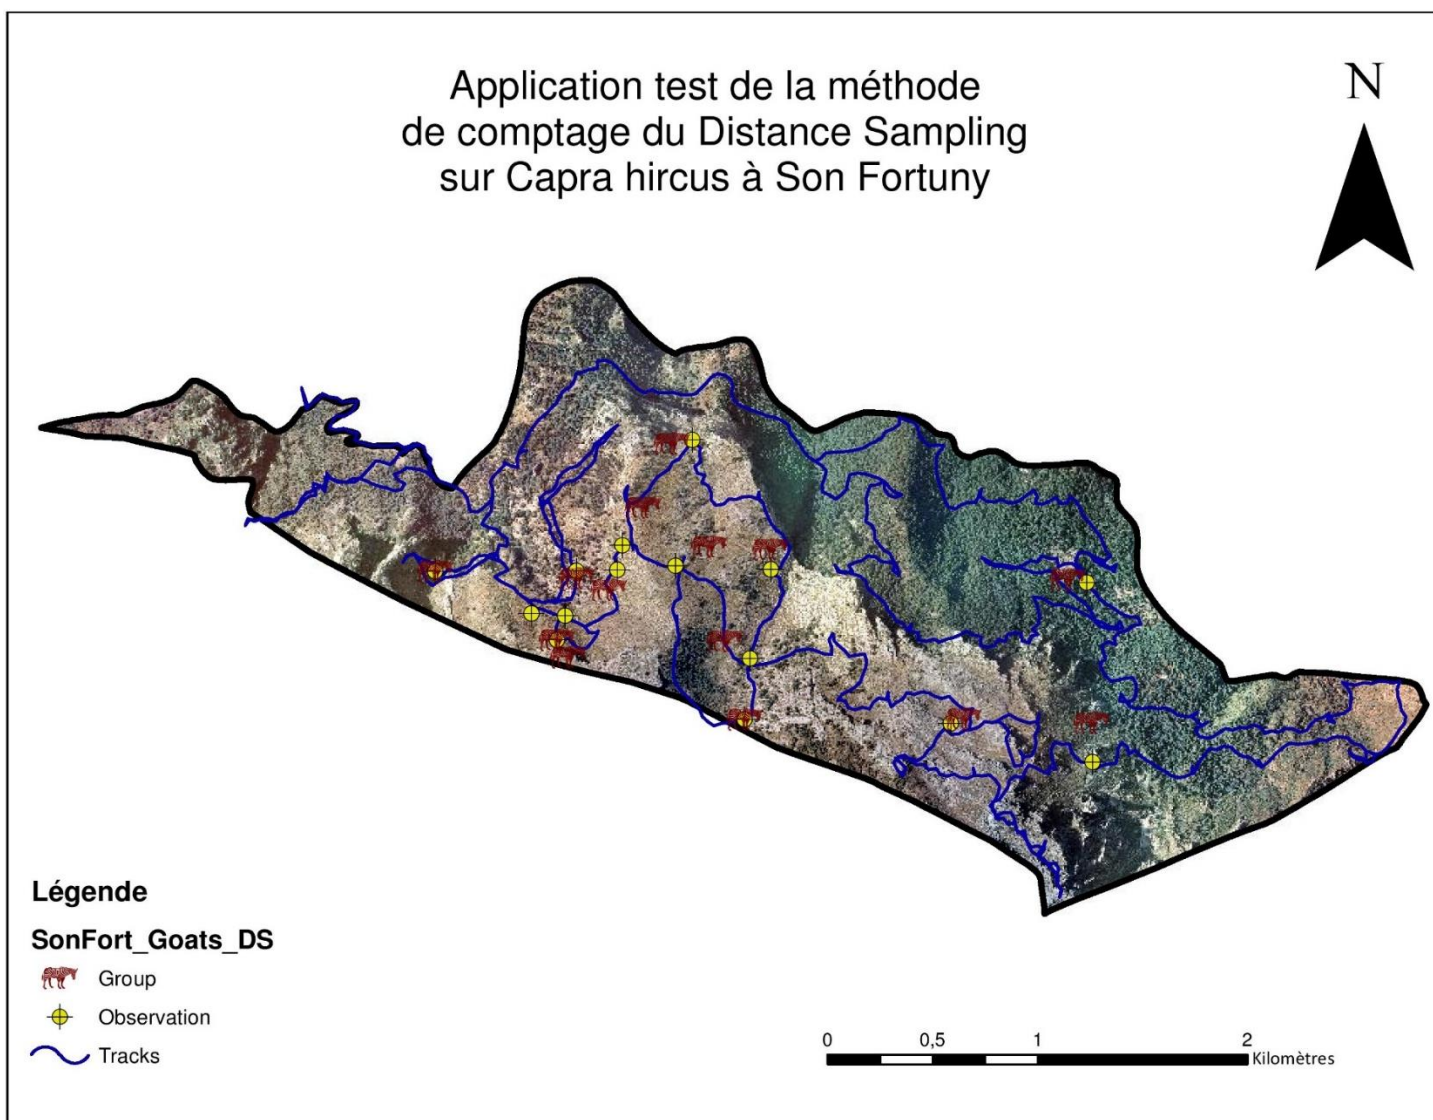 Application test de la méthode
de comptage du Distance Sampling
sur Capra hircus à Son Fortuny
N
Légende
SonFort_Goats_DS
Group
Observation
Tracks
0 0,5 1 2
Kilomètres